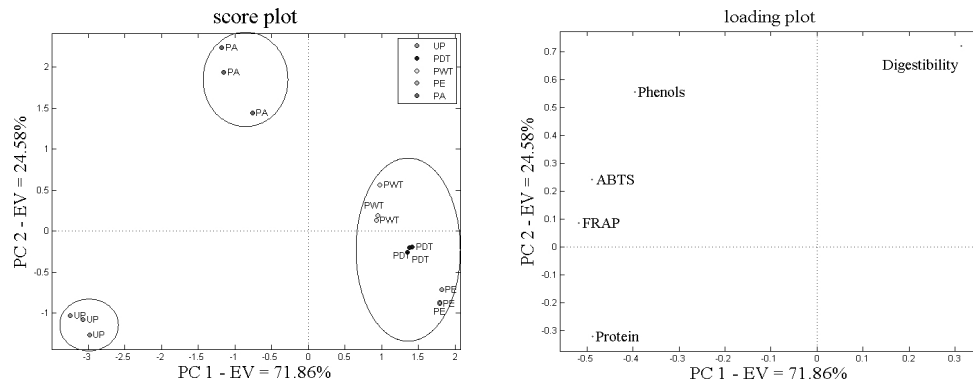 score plot
PC 2 - EV = 24.58%
2
1.5
1
0.5
0
-0.5
-1
PA
PA
PA
UP
PDT
PWT
PE
PA
PWT
PWT
PWT
PDT
PDT PDT
PE
PE
PE
UP UP
UP
-3 -2.5 -2 -1.5 -1 -0.5 0 0.5 1 1.5 2
PC 1 - EV = 71.86%
loading plot
PC 2 - EV = 24.58%
0.7
0.6
0.5
0.4
0.3
0.2
0.1
0
-0.1
-0.2
-0.3
Digestibility
Phenols
ABTS
FRAP
Protein
-0.5 -0.4 -0.3 -0.2 -0.1 0 0.1 0.2 0.3
PC 1 - EV = 71.86%